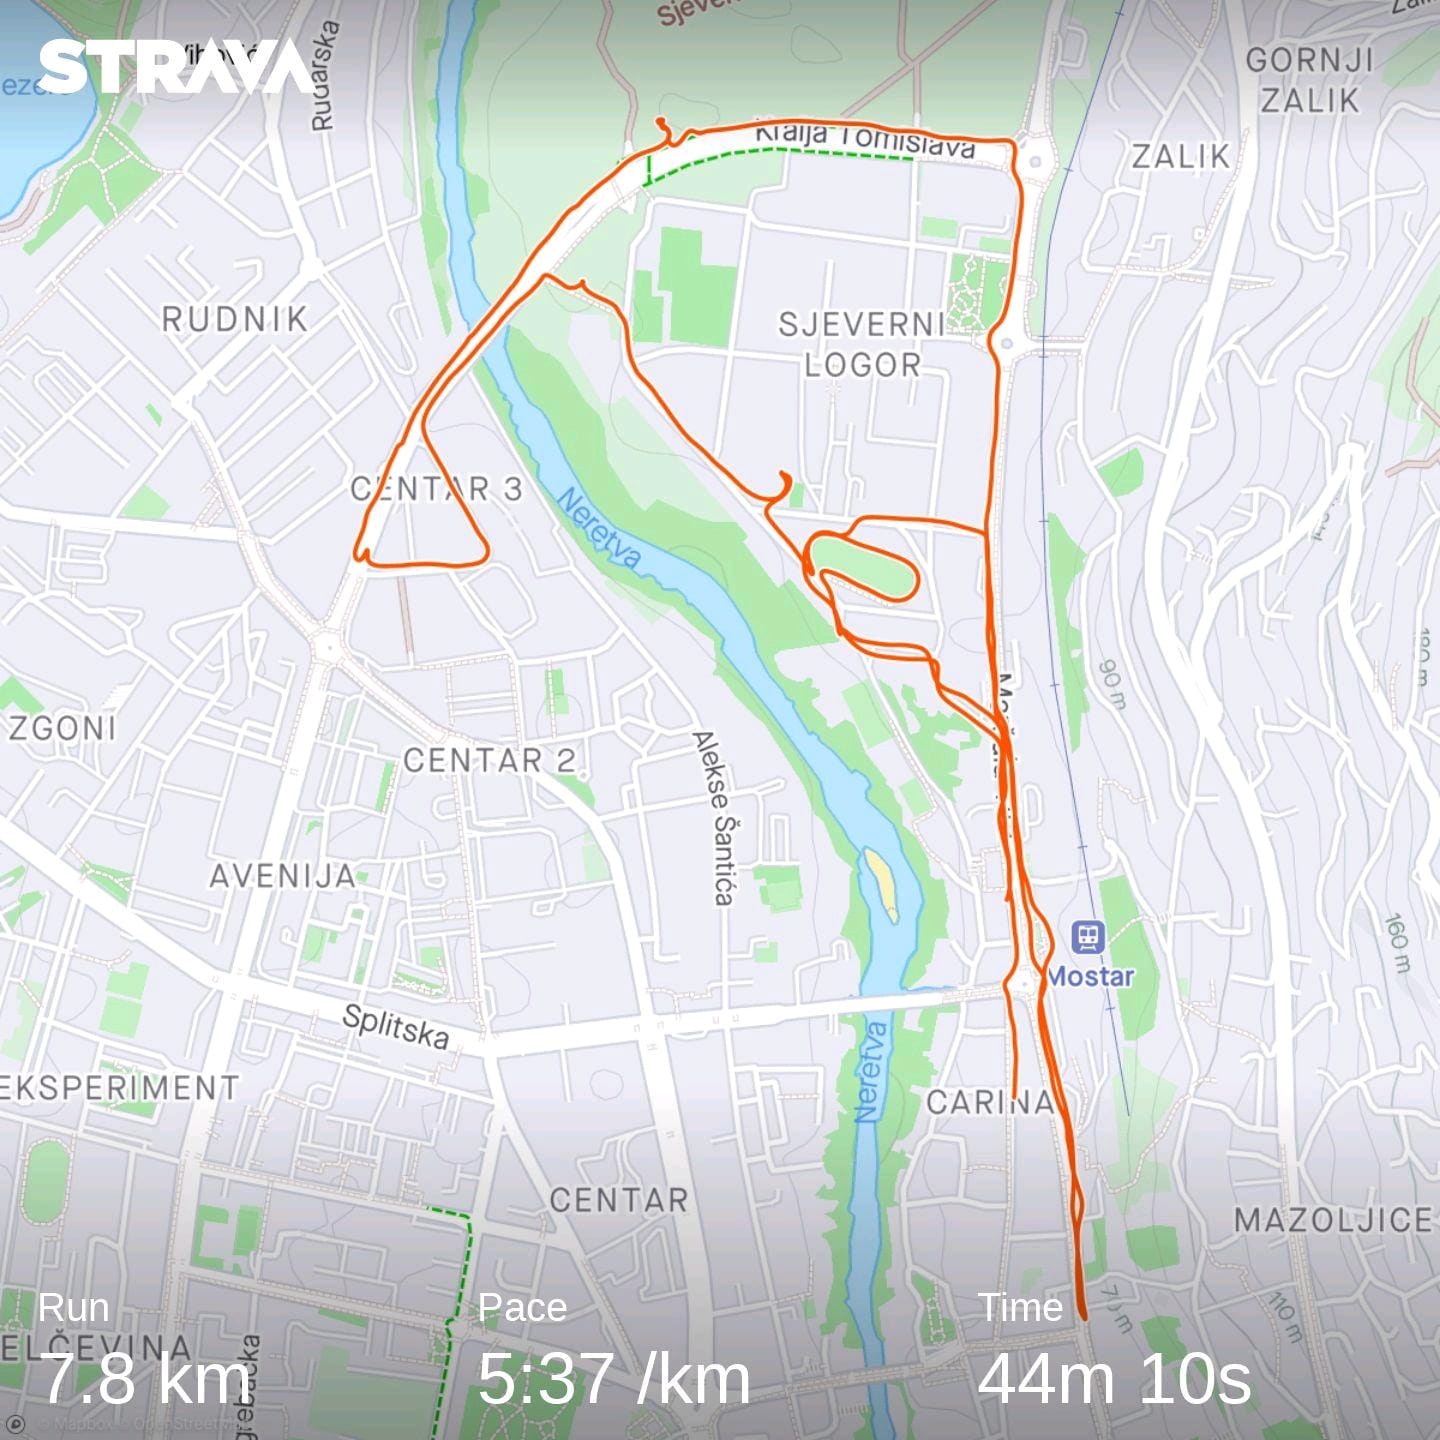 STRAVA
Rudarska
GORNJI
ZALIK
Kralja Tomislava
ZALIK
RUDNIK
SJEVERNI
LOGOR
CENTAR 3
Neretva
ZGONI
CENTAR 2
Alekse Šantića
90 m
180 m
AVENIJA
160 m
Mostar
Splitska
Neretva
EKSPERIMENT
CARINA
CENTAR
MAZOLJICE
70 m
110 m
Run
Pace
Time
ELČEVINA
7.8 km
5:37 /km
44m 10s
© Mapbox © OpenStreetMap